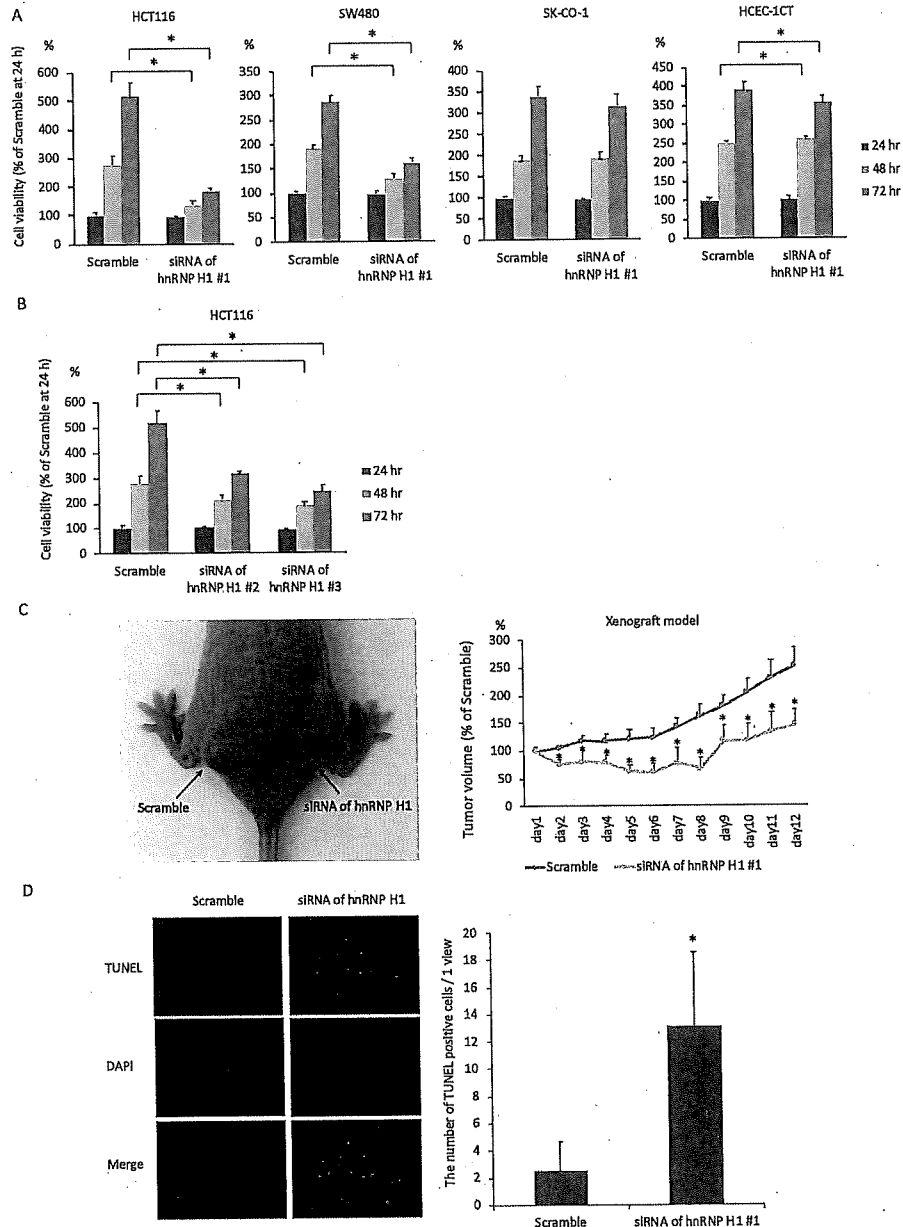 A
HCT116
SW480
SK-CO-1
HCEC-1CT
Cell viability (% of Scramble at 24 h)
%
600
500
400
300
200
100
0
*
*
Scramble
siRNA of
hnRNP H1 #1
%
350
300
250
200
150
100
50
0
*
*
Scramble
siRNA of
hnRNP H1 #1
%
400
350
300
250
200
150
100
50
0
Scramble
siRNA of
hnRNP H1 #1
%
450
400
350
300
250
200
150
100
50
0
*
*
Scramble
siRNA of
hnRNP H1 #1
24 hr
48 hr
72 hr
B
HCT116
Cell viability (% of Scramble at 24 h)
%
600
500
400
300
200
100
0
*
*
*
*
Scramble
siRNA of
hnRNP H1 #2
siRNA of
hnRNP H1 #3
24 hr
48 hr
72 hr
C
Scramble
siRNA of hnRNP H1
Xenograft model
%
Tumor volume (% of Scramble)
300
250
200
150
100
50
0
* * * * * * * * * * *
day1
day2
day3
day4
day5
day6
day7
day8
day9
day10
day11
day12
Scramble
siRNA of hnRNP H1 #1
D
Scramble
siRNA of hnRNP H1
TUNEL
DAPI
Merge
The number of TUNEL positive cells / 1 view
20
18
16
14
12
10
8
6
4
2
0
*
Scramble
siRNA of hnRNP H1 #1